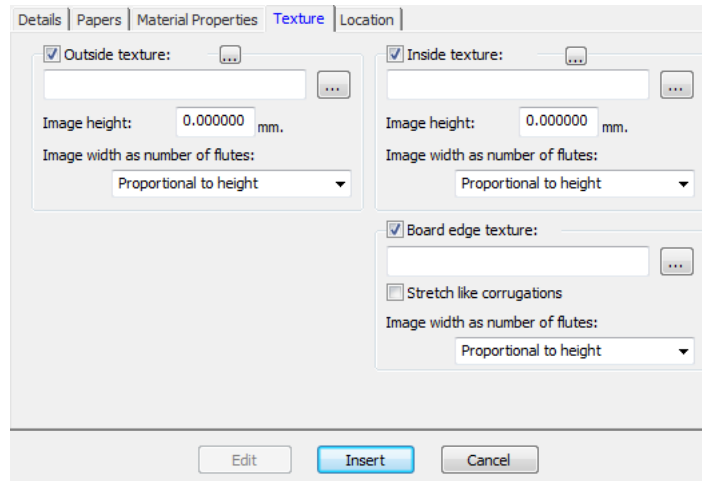 Details Papers Material Properties Texture Location
Outside texture: ...
...
Image height: 0.000000 mm.
Image width as number of flutes:
Proportional to height
Inside texture: ...
...
Image height: 0.000000 mm.
Image width as number of flutes:
Proportional to height
Board edge texture:
...
Stretch like corrugations
Image width as number of flutes:
Proportional to height
Edit Insert Cancel